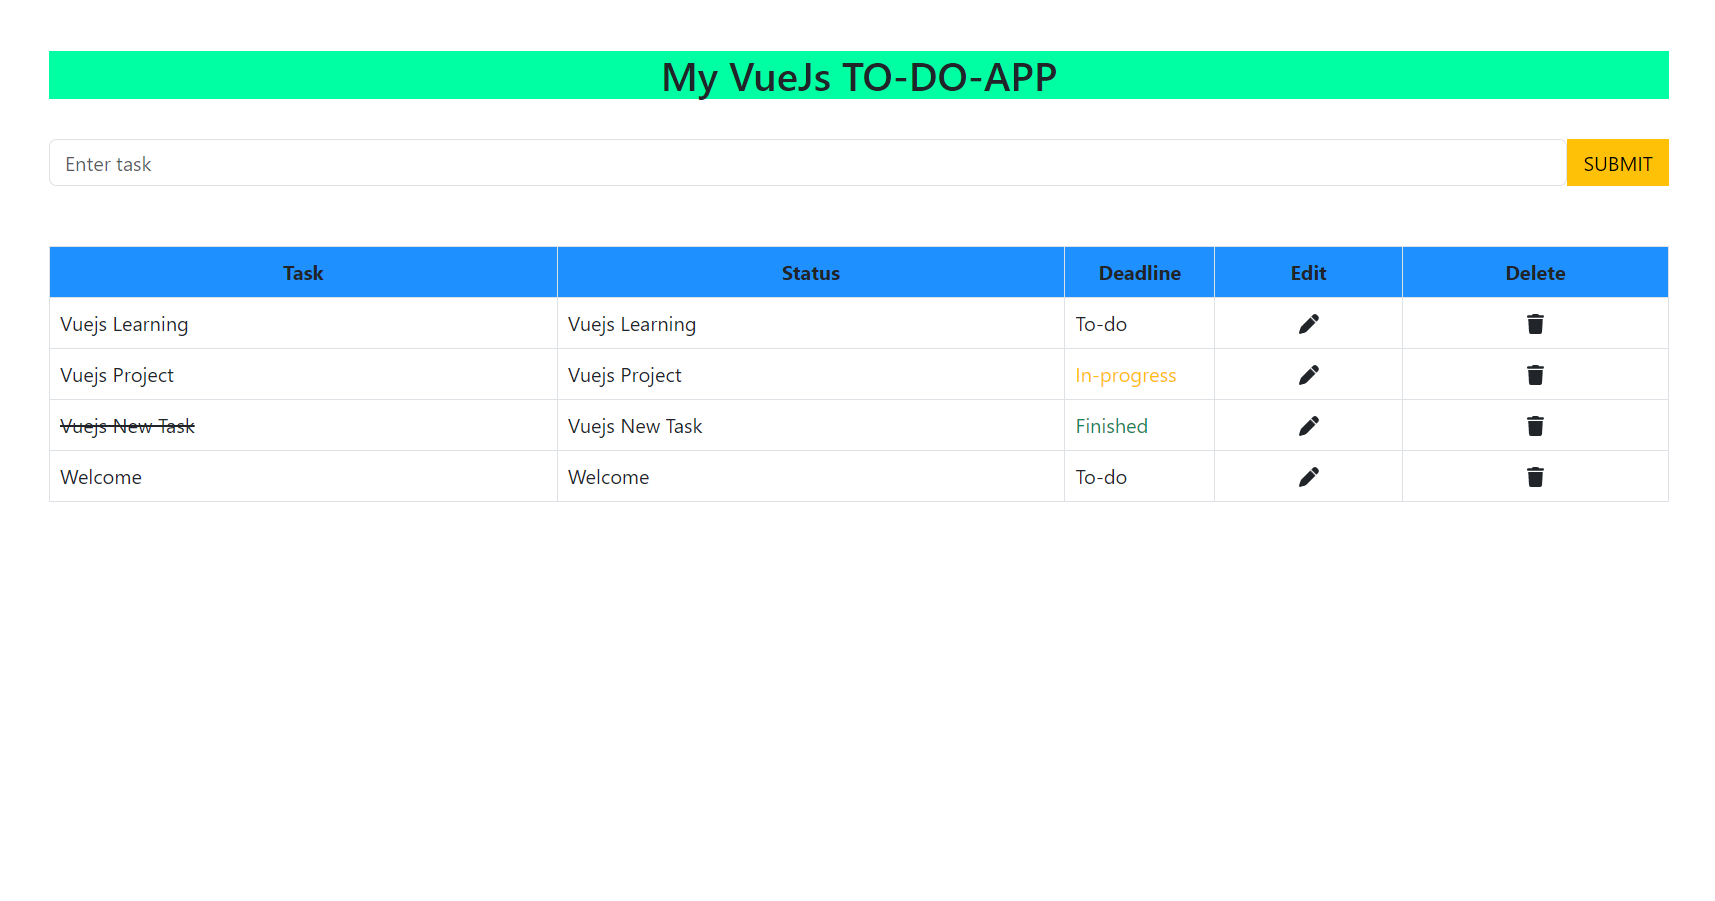 My VueJs TO-DO-APP
Enter task SUBMIT
Task Status Deadline Edit Delete
Vuejs Learning Vuejs Learning To-do
Vuejs Project Vuejs Project In-progress
Vuejs New Task Vuejs New Task Finished
Welcome Welcome To-do